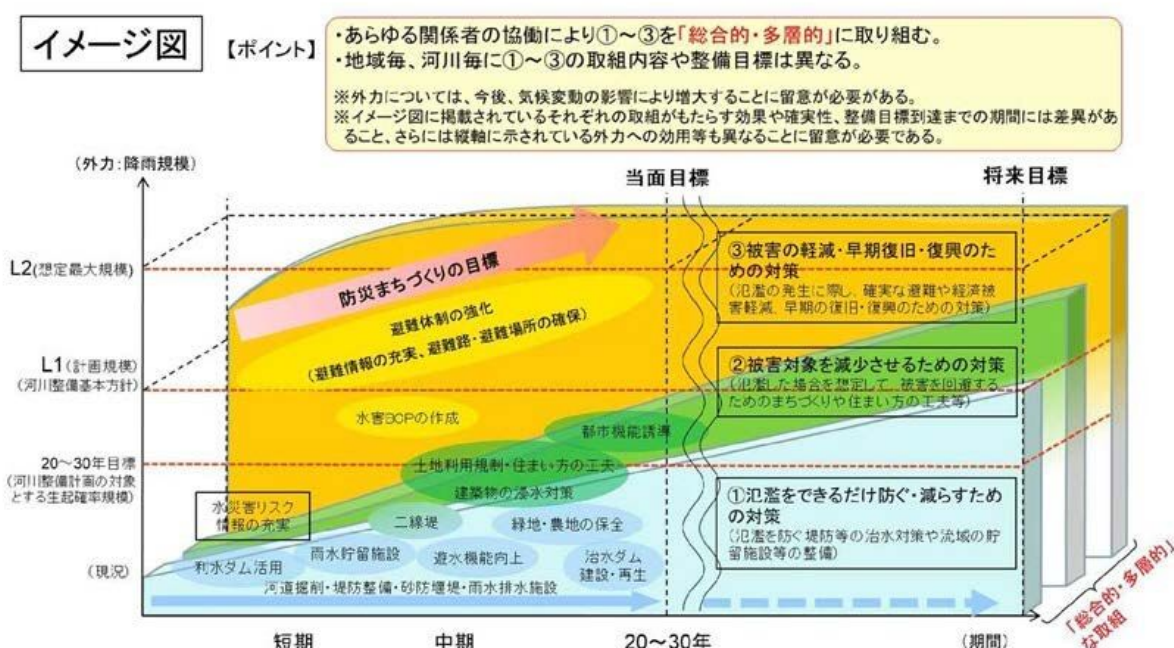 イメージ図
【ポイント】
・あらゆる関係者の協働により①～③を「総合的・多層的」に取り組む。
・地域毎、河川毎に①～③の取組内容や整備目標は異なる。
※外力については、今後、気候変動の影響により増大することに留意が必要がある。
※イメージ図に掲載されているそれぞれの取組がもたらす効果や確実性、整備目標到達までの期間には差異があ
ること、さらには縦軸に示されている外力への効用等も異なることに留意が必要である。
(外力：降雨規模)
当面目標
将来目標
L2(想定最大規模)
防災まちづくりの目標
③被害の軽減・早期復旧・復興のた
めの対策
(氾濫の発生に際し、確実な避難や経済被
害軽減、早期の復旧・復興のための対策)
避難体制の強化
(避難情報の充実、避難路・避難場所の確保)
L1(計画規模)
(河川整備基本方針)
②被害対象を減少させるための対策
(氾濫した場合を想定して、被害を回避する
ためのまちづくりや住まい方の工夫等)
水害BCPの作成
都市機能誘導
20～30年目標
(河川整備計画の対象
とする生起確率規模)
土地利用規制・住まい方の工夫
建築物の浸水対策
①氾濫をできるだけ防ぐ・減らすため
の対策
(氾濫を防ぐ堤防等の治水対策や流域の貯
留施設等の整備)
水災害リスク
情報の充実
二線堤
緑地・農地の保全
雨水貯留施設
遊水機能向上
治水ダム
建設・再生
(現況)
利水ダム活用
河道掘削・堤防整備・砂防堰堤・雨水排水施設
「総合的・多層的」
な取組
短期
中期
20～30年
(期間)